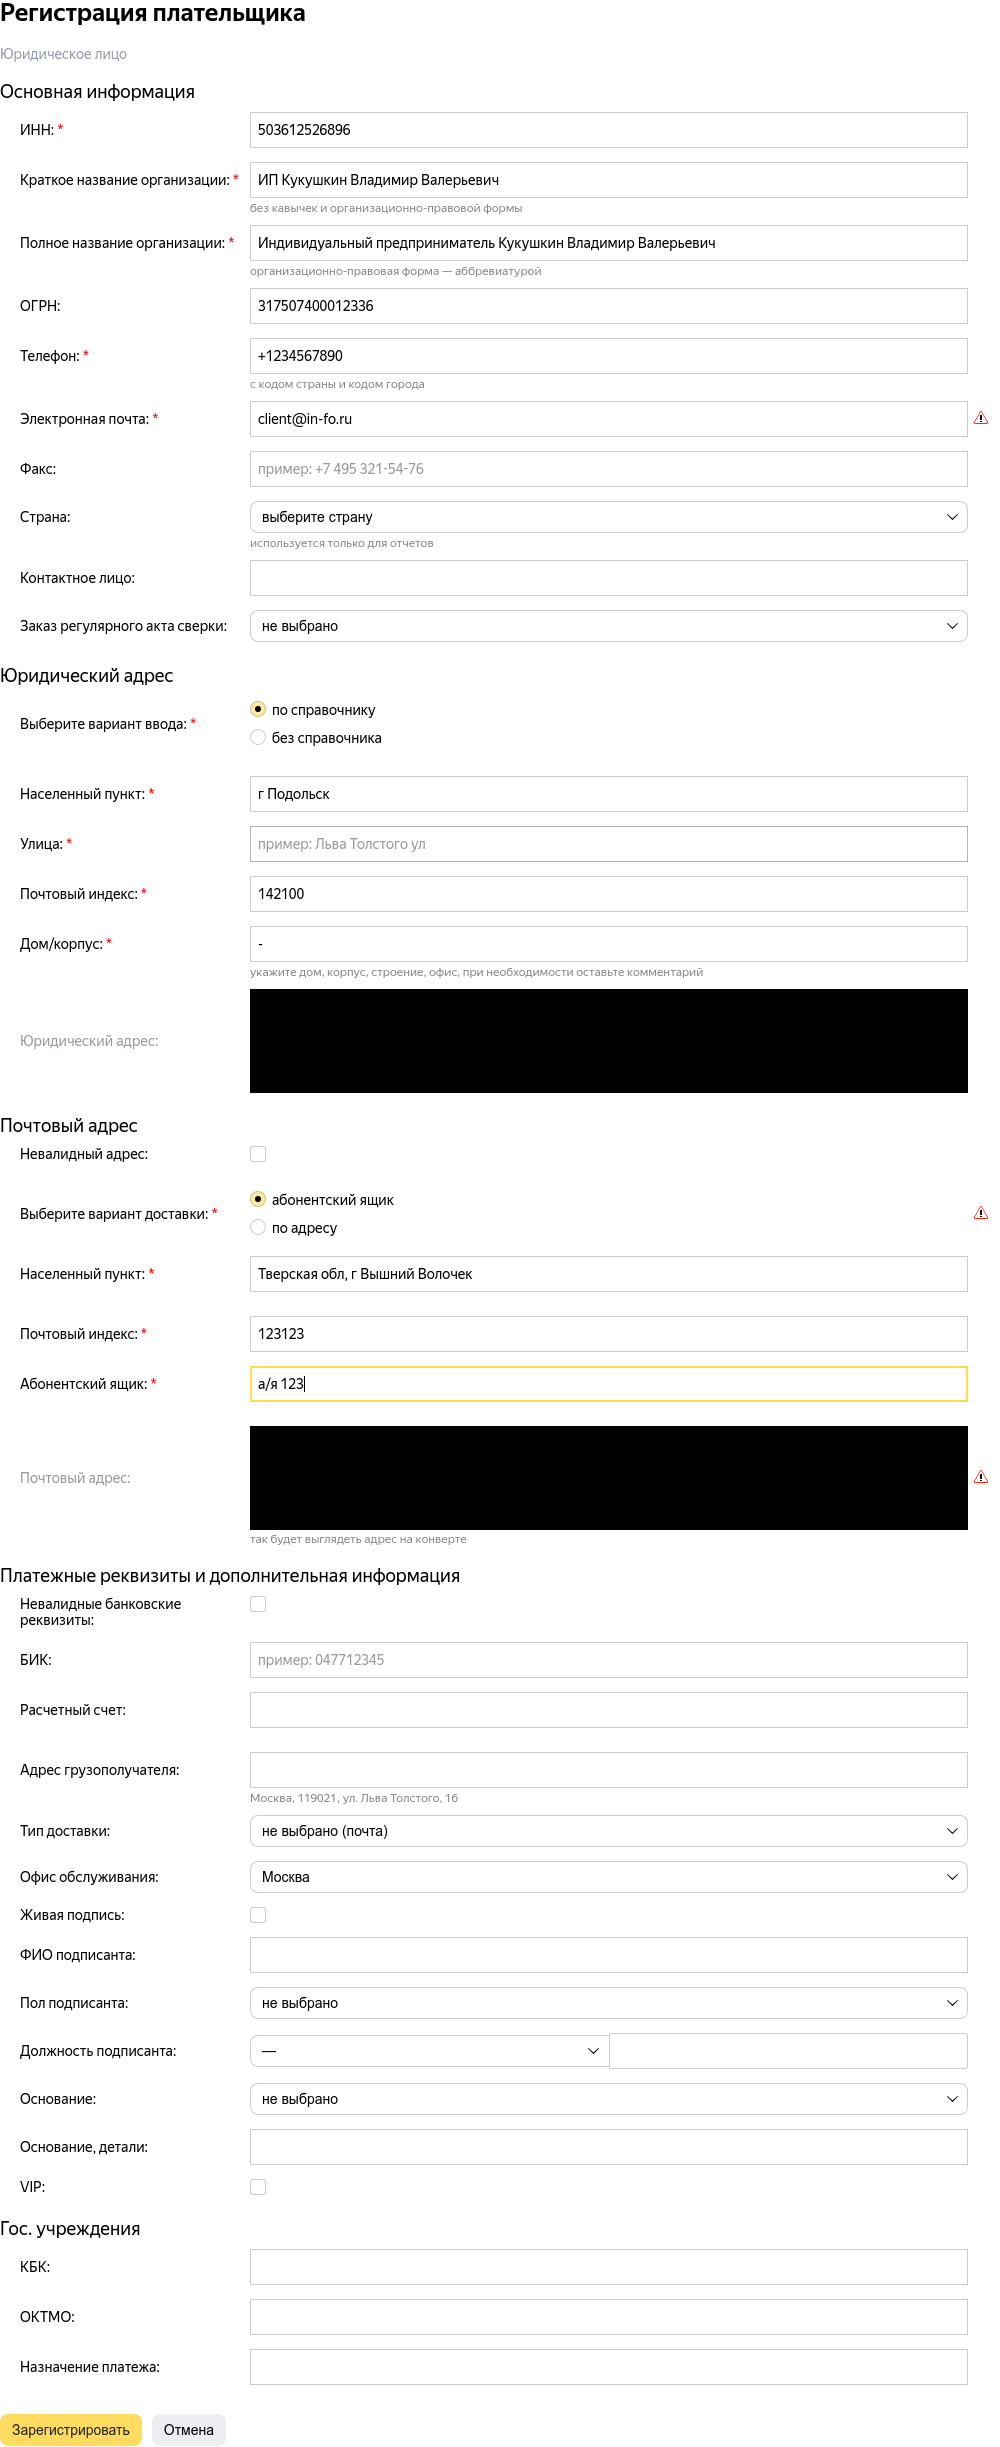 Регистрация плательщика
Юридическое лицо
Основная информация
ИНН: * 503612526896
Краткое название организации: * ИП Кукушкин Владимир Валерьевич
без кавычек и организационно-правовой формы
Полное название организации: * Индивидуальный предприниматель Кукушкин Владимир Валерьевич
организационно-правовая форма — аббревиатурой
ОГРН: 317507400012336
Телефон: * +1234567890
с кодом страны и кодом города
Электронная почта: * client@in-fo.ru
Факс: пример: +7 495 321-54-76
Страна: выберите страну
используется только для отчетов
Контактное лицо:
Заказ регулярного акта сверки: не выбрано
Юридический адрес
Выберите вариант ввода: * по справочнику
без справочника
Населенный пункт: * г Подольск
Улица: * пример: Льва Толстого ул
Почтовый индекс: * 142100
Дом/корпус: * -
укажите дом, корпус, строение, офис, при необходимости оставьте комментарий
Юридический адрес:
Почтовый адрес
Невалидный адрес:
Выберите вариант доставки: * абонентский ящик
по адресу
Населенный пункт: * Тверская обл, г Вышний Волочек
Почтовый индекс: * 123123
Абонентский ящик: * а/я 123
Почтовый адрес:
так будет выглядеть адрес на конверте
Платежные реквизиты и дополнительная информация
Невалидные банковские
реквизиты:
БИК: пример: 047712345
Расчетный счет:
Адрес грузополучателя:
Москва, 119021, ул. Льва Толстого, 16
Тип доставки: не выбрано (почта)
Офис обслуживания: Москва
Живая подпись:
ФИО подписанта:
Пол подписанта: не выбрано
Должность подписанта: —
Основание: не выбрано
Основание, детали:
VIP:
Гос. учреждения
КБК:
ОКТМО:
Назначение платежа:
Зарегистрировать Отмена